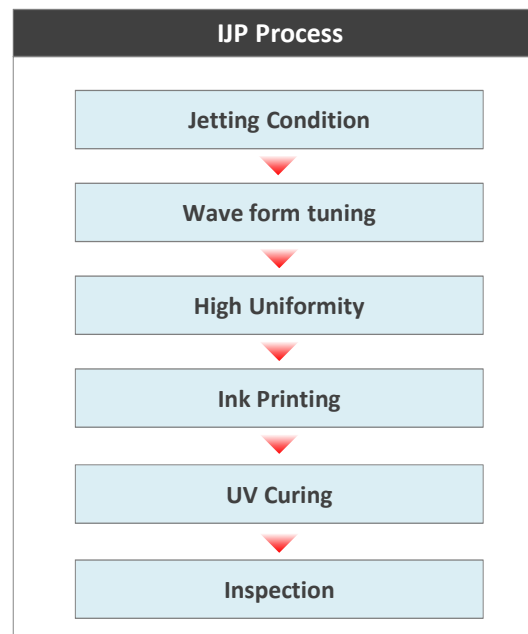 IJP Process
Jetting Condition
Wave form tuning
High Uniformity
Ink Printing
UV Curing
Inspection